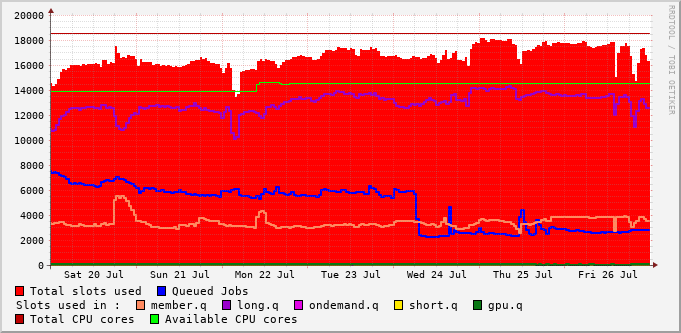 20000
18000
16000
14000
12000
10000
8000
6000
4000
2000
0
Sat 20 Jul Sun 21 Jul Mon 22 Jul Tue 23 Jul Wed 24 Jul Thu 25 Jul Fri 26 Jul
Total slots used Queued Jobs
Slots used in : member.q long.q ondemand.q short.q gpu.q
Total CPU cores Available CPU cores
RRDTOOL / TOBI OETIKER